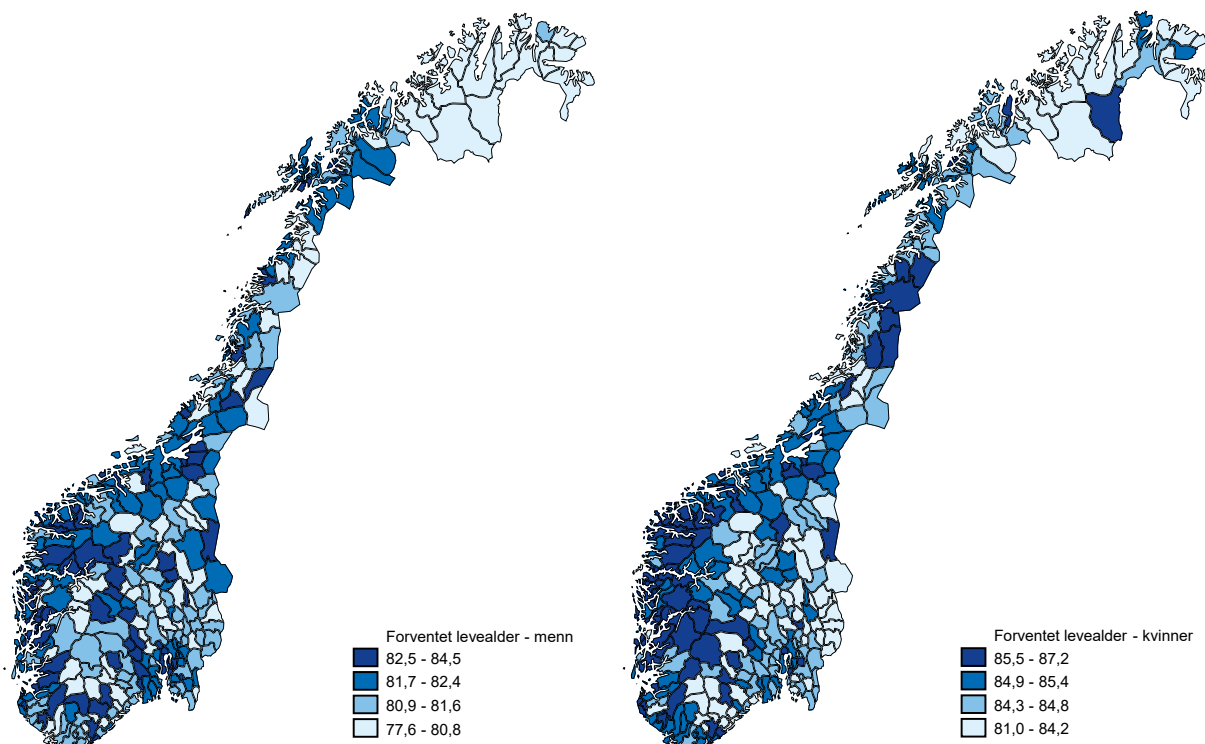 Forventet levealder - menn
82,5 - 84,5
81,7 - 82,4
80,9 - 81,6
77,6 - 80,8
Forventet levealder - kvinner
85,5 - 87,2
84,9 - 85,4
84,3 - 84,8
81,0 - 84,2